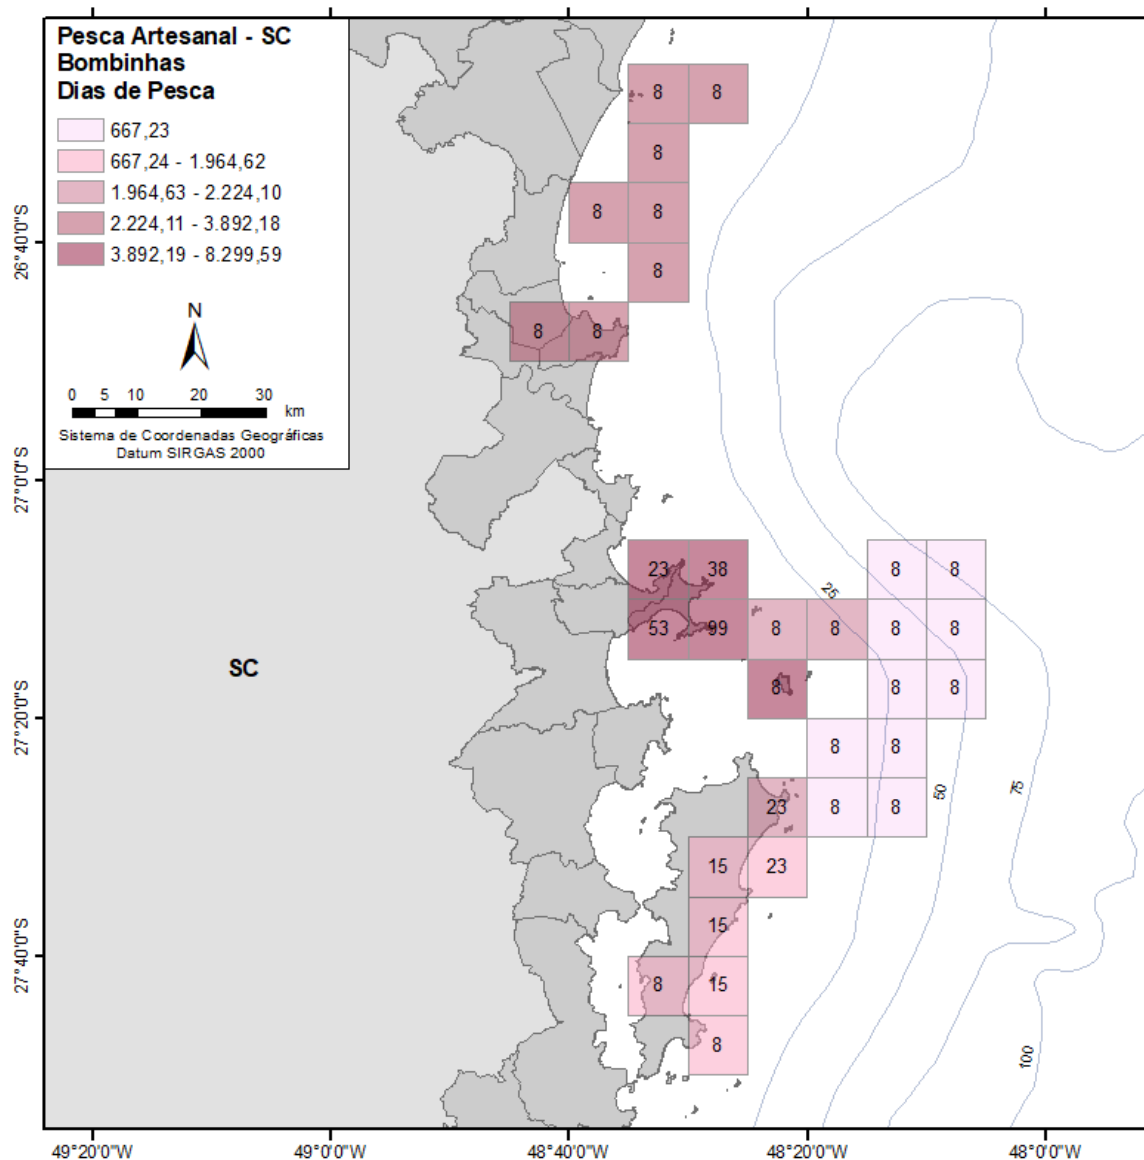 Pesca Artesanal - SC
Bombinhas
Dias de Pesca
667,23
667,24 - 1.964,62
1.964,63 - 2.224,10
2.224,11 - 3.892,18
3.892,19 - 8.299,59
N
0 5 10 20 30 km
Sistema de Coordenadas Geográficas
Datum SIRGAS 2000
8 8
8
8 8
8
8 8
23 38 8 8
53 99 8 8 8 8
8 8 8
8 8
23 8 8
15 23
15
8 15
8
SC
25
50
75
100
26°40'0"S
27°0'0"S
27°20'0"S
27°40'0"S
49°20'0"W 49°0'0"W 48°40'0"W 48°20'0"W 48°0'0"W